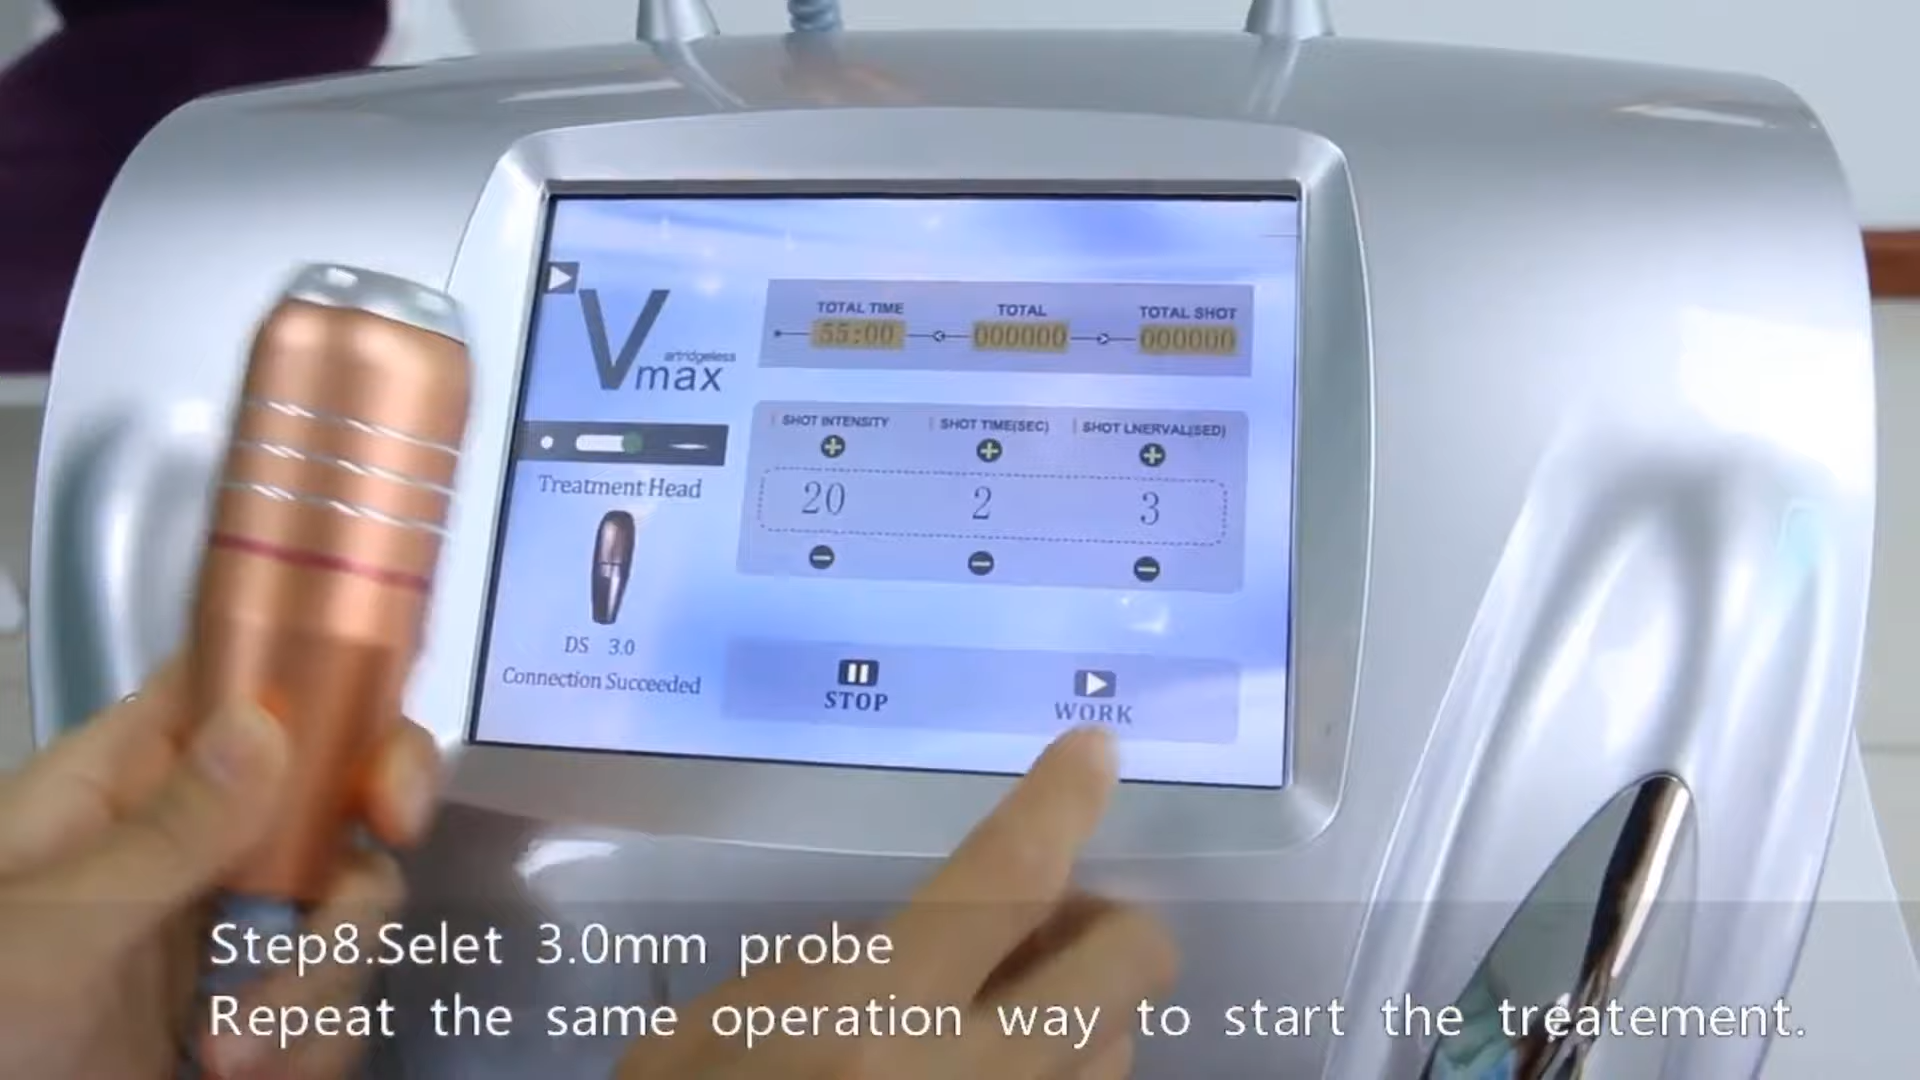 TOTAL TIME TOTAL TOTAL SHOT
55:00 000000 000000
V
artridgeless
max
SHOT INTENSITY SHOT TIME(SEC) SHOT LNERVAL(SED)
20 2 3
Treatment Head
DS 3.0
Connection Succeeded
STOP WORK
Step8.Selet 3.0mm probe
Repeat the same operation way to start the treatement.